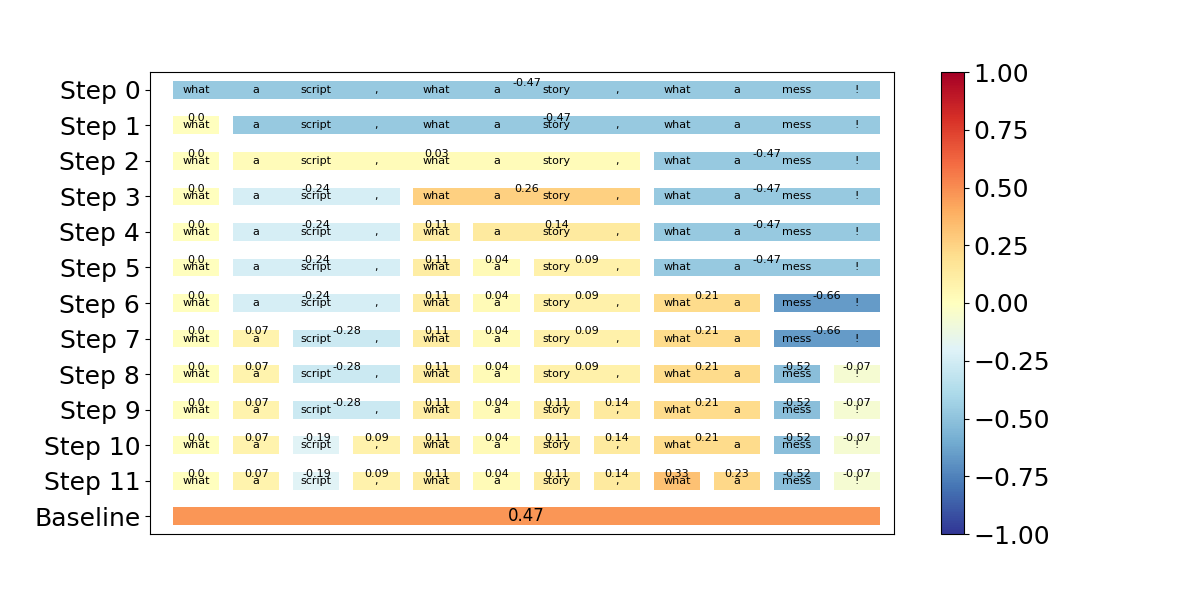 Step 0 what a script , what a -0.47 story , what a mess !
Step 1 0.0 what a script , what a -0.47 story , what a mess !
Step 2 0.0 what a script , 0.03 what a story , what a -0.47 mess !
Step 3 0.0 what a -0.24 script , what a 0.26 story , what a -0.47 mess !
Step 4 0.0 what a -0.24 script , 0.11 what a 0.14 story , what a -0.47 mess !
Step 5 0.0 what a -0.24 script , 0.11 what 0.04 a 0.09 story , what a -0.47 mess !
Step 6 0.0 what a -0.24 script , 0.11 what 0.04 a 0.09 story , 0.21 what a -0.66 mess !
Step 7 0.0 what 0.07 a -0.28 script , 0.11 what 0.04 a 0.09 story , 0.21 what a -0.66 mess !
Step 8 0.0 what 0.07 a -0.28 script , 0.11 what 0.04 a 0.09 story , 0.21 what a -0.52 mess -0.07 !
Step 9 0.0 what 0.07 a -0.28 script , 0.11 what 0.04 a 0.11 story 0.14 , 0.21 what a -0.52 mess -0.07 !
Step 10 0.0 what 0.07 a -0.19 script 0.09 , 0.11 what 0.04 a 0.11 story 0.14 , 0.21 what a -0.52 mess -0.07 !
Step 11 0.0 what 0.07 a -0.19 script 0.09 , 0.11 what 0.04 a 0.11 story 0.14 , 0.33 what 0.23 a -0.52 mess -0.07 !
Baseline 0.47
1.00
0.75
0.50
0.25
0.00
−0.25
−0.50
−0.75
−1.00